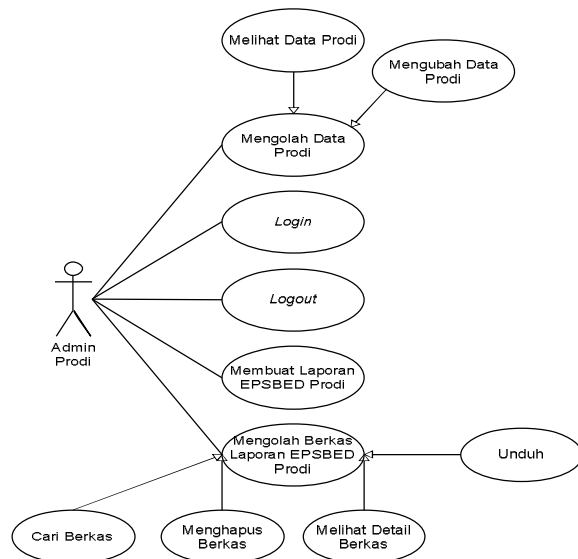 Melihat Data Prodi
Mengubah Data
Prodi
Mengolah Data
Prodi
Login
Logout
Admin
Prodi
Membuat Laporan
EPSBED Prodi
Mengolah Berkas
Laporan EPSBED
Prodi
Unduh
Cari Berkas
Menghapus
Berkas
Melihat Detail
Berkas